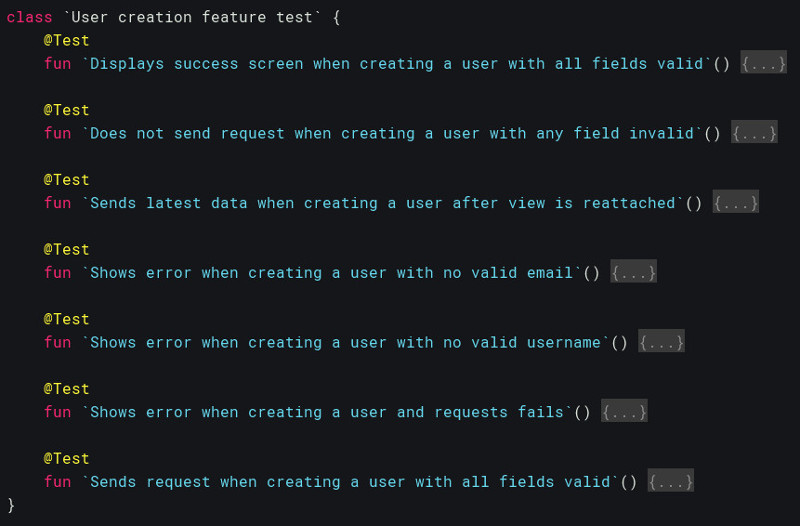 class `User creation feature test` {
@Test
fun `Displays success screen when creating a user with all fields valid`() {...}
@Test
fun `Does not send request when creating a user with any field invalid`() {...}
@Test
fun `Sends latest data when creating a user after view is reattached`() {...}
@Test
fun `Shows error when creating a user with no valid email`() {...}
@Test
fun `Shows error when creating a user with no valid username`() {...}
@Test
fun `Shows error when creating a user and requests fails`() {...}
@Test
fun `Sends request when creating a user with all fields valid`() {...}
}